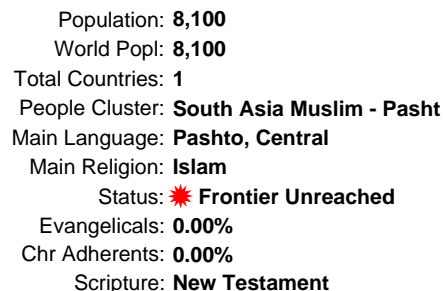 Population: 8,100
World Popl: 8,100
Total Countries: 1
People Cluster: South Asia Muslim - Pasht
Main Language: Pashto, Central
Main Religion: Islam
Status: Frontier Unreached
Evangelicals: 0.00%
Chr Adherents: 0.00%
Scripture: New Testament